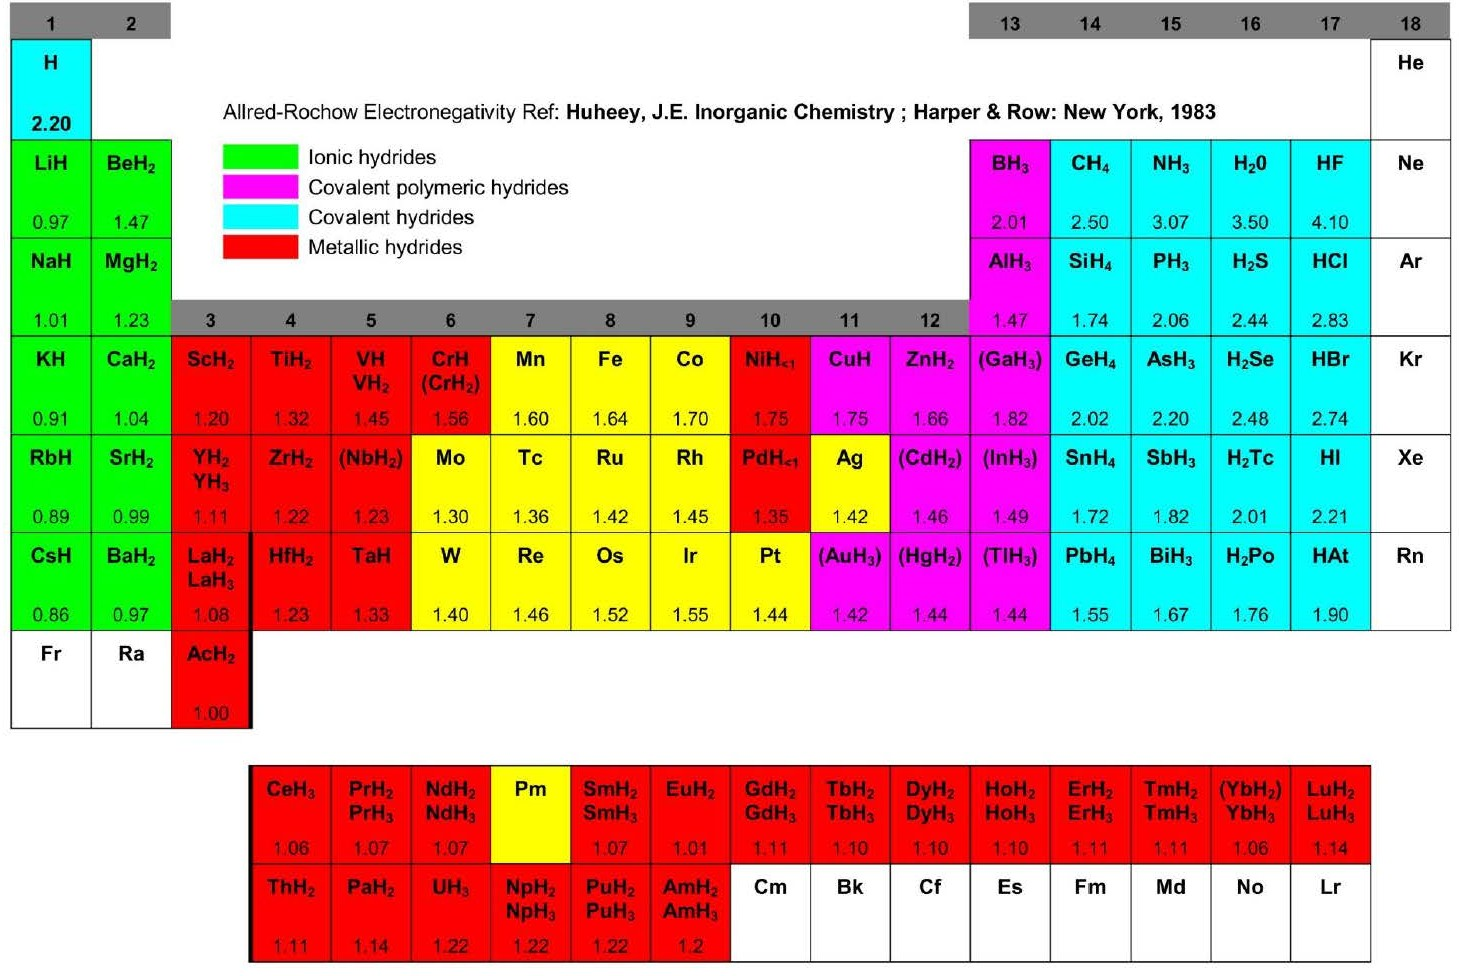 1 2 13 14 15 16 17 18
H He
2.20
Allred-Rochow Electronegativity Ref: Huheey, J.E. Inorganic Chemistry ; Harper & Row: New York, 1983
Ionic hydrides
Covalent polymeric hydrides
Covalent hydrides
Metallic hydrides
LiH BeH₂ BH₃ CH₄ NH₃ H₂0 HF Ne
0.97 1.47 2.01 2.50 3.07 3.50 4.10
NaH MgH₂ AlH₃ SiH₄ PH₃ H₂S HCl Ar
1.01 1.23 1.47 1.74 2.06 2.44 2.83
3 4 5 6 7 8 9 10 11 12
KH CaH₂ ScH₂ TiH₂ VH CrH Mn Fe Co NiH<1 CuH ZnH₂ (GaH₃) GeH₄ AsH₃ H₂Se HBr Kr
VH₂ (CrH₂)
0.91 1.04 1.20 1.32 1.45 1.56 1.60 1.64 1.70 1.75 1.75 1.66 1.82 2.02 2.20 2.48 2.74
RbH SrH₂ YH₂ ZrH₂ (NbH₂) Mo Tc Ru Rh PdH<1 Ag (CdH₂) (InH₃) SnH₄ SbH₃ H₂Tc HI Xe
YH₃
0.89 0.99 1.11 1.22 1.23 1.30 1.36 1.42 1.45 1.35 1.42 1.46 1.49 1.72 1.82 2.01 2.21
CsH BaH₂ LaH₂ HfH₂ TaH W Re Os Ir Pt (AuH₃) (HgH₂) (TlH₃) PbH₄ BiH₃ H₂Po HAt Rn
LaH₃
0.86 0.97 1.08 1.23 1.33 1.40 1.46 1.52 1.55 1.44 1.42 1.44 1.44 1.55 1.67 1.76 1.90
Fr Ra AcH₂
1.00
CeH₃ PrH₂ NdH₂ Pm SmH₂ EuH₂ GdH₂ TbH₂ DyH₂ HoH₂ ErH₂ TmH₂ (YbH₂) LuH₂
PrH₃ NdH₃ SmH₃ GdH₃ TbH₃ DyH₃ HoH₃ ErH₃ TmH₃ YbH₃ LuH₃
1.06 1.07 1.07 1.07 1.01 1.11 1.10 1.10 1.10 1.11 1.11 1.06 1.14
ThH₂ PaH₂ UH₃ NpH₂ PuH₂ AmH₂ Cm Bk Cf Es Fm Md No Lr
NpH₃ PuH₃ AmH₃
1.11 1.14 1.22 1.22 1.22 1.2